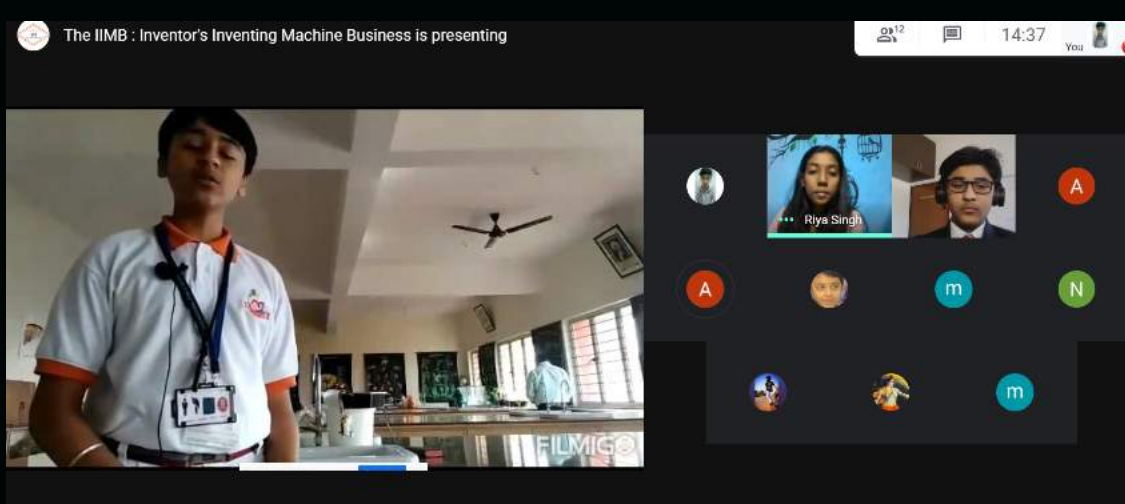 The IIMB : Inventor's Inventing Machine Business is presenting
12
14:37
You
Riya Singh
A
A
m
N
m
FILMIGO